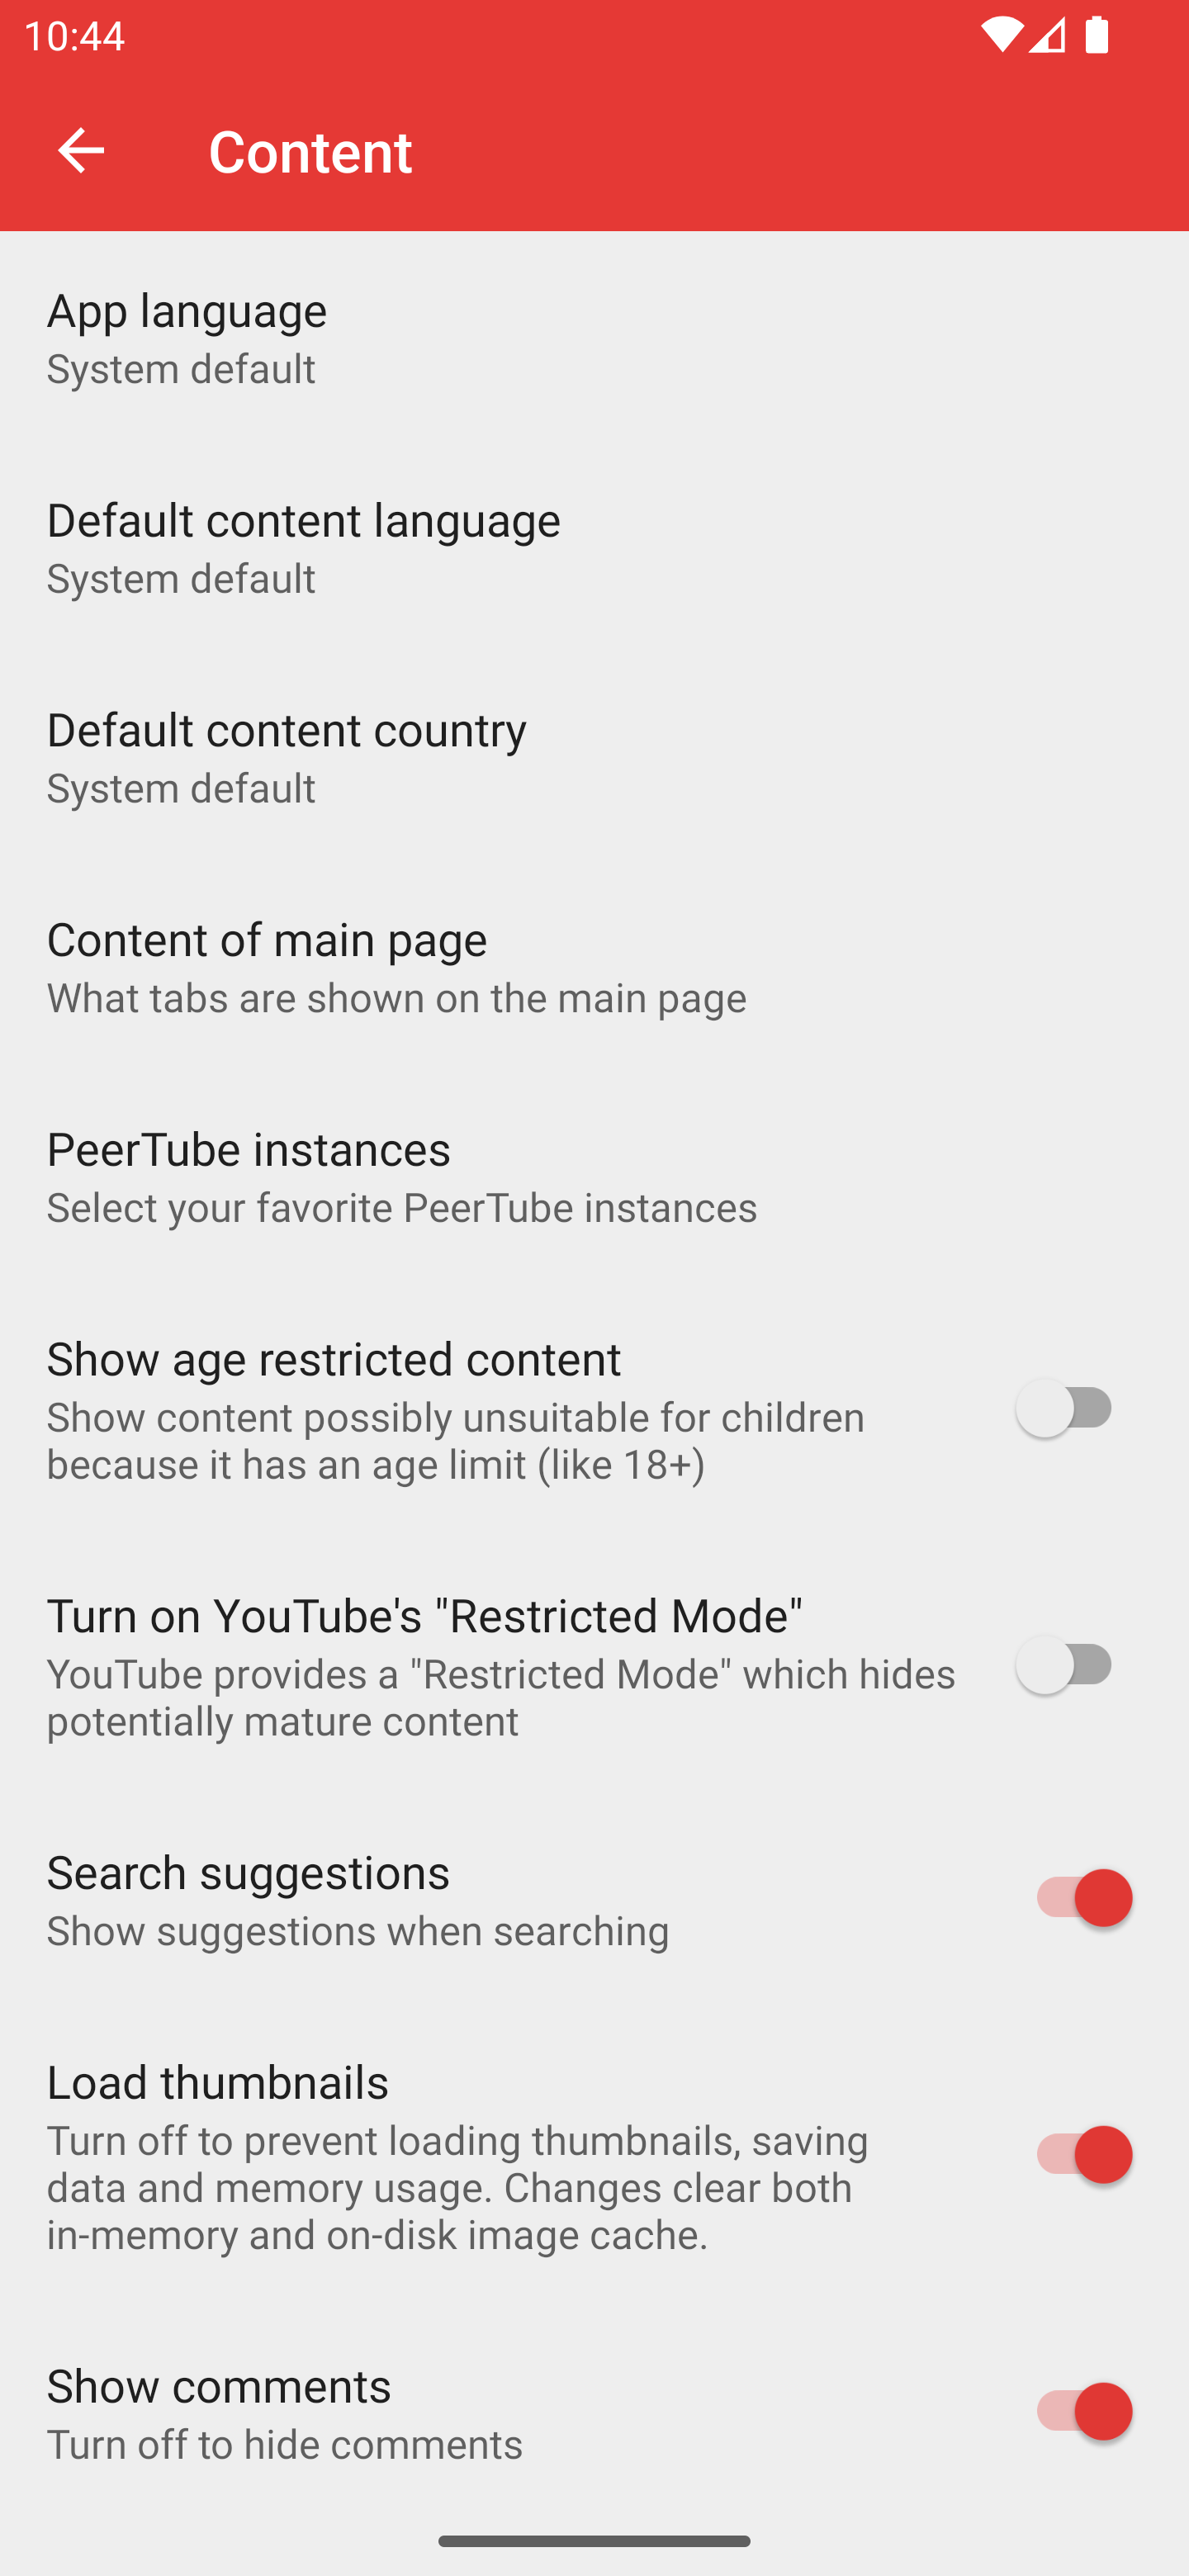 10:44
Content
App language
System default
Default content language
System default
Default content country
System default
Content of main page
What tabs are shown on the main page
PeerTube instances
Select your favorite PeerTube instances
Show age restricted content
Show content possibly unsuitable for children
because it has an age limit (like 18+)
Turn on YouTube's "Restricted Mode"
YouTube provides a "Restricted Mode" which hides
potentially mature content
Search suggestions
Show suggestions when searching
Load thumbnails
Turn off to prevent loading thumbnails, saving
data and memory usage. Changes clear both
in-memory and on-disk image cache.
Show comments
Turn off to hide comments